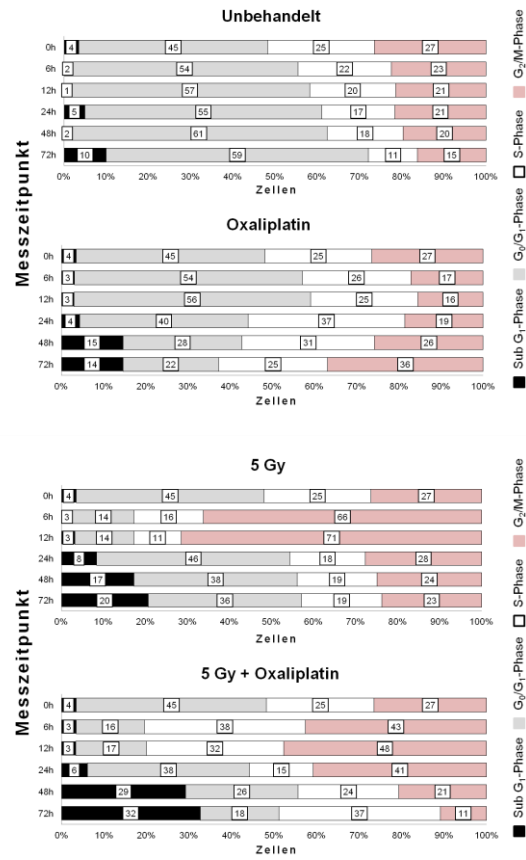 Unbehandelt
0h 4 45 25 27
6h 2 54 22 23
12h 1 57 20 21
24h 5 55 17 21
48h 2 61 18 20
72h 10 59 11 15
0% 10% 20% 30% 40% 50% 60% 70% 80% 90% 100%
Zellen
Oxaliplatin
0h 4 45 25 27
6h 3 54 26 17
12h 3 56 25 16
24h 4 40 37 19
48h 15 28 31 26
72h 14 22 25 36
0% 10% 20% 30% 40% 50% 60% 70% 80% 90% 100%
Zellen
Messzeitpunkt
Sub G₁-Phase G₀/G₁-Phase S-Phase G₂/M-Phase
5 Gy
0h 4 45 25 27
6h 3 14 16 66
12h 3 14 11 71
24h 8 46 18 28
48h 17 38 19 24
72h 20 36 19 23
0% 10% 20% 30% 40% 50% 60% 70% 80% 90% 100%
Zellen
5 Gy + Oxaliplatin
0h 4 45 25 27
6h 3 16 38 43
12h 3 17 32 48
24h 6 38 15 41
48h 29 26 24 21
72h 32 18 37 11
0% 10% 20% 30% 40% 50% 60% 70% 80% 90% 100%
Zellen
Messzeitpunkt
Sub G₁-Phase G₀/G₁-Phase S-Phase G₂/M-Phase